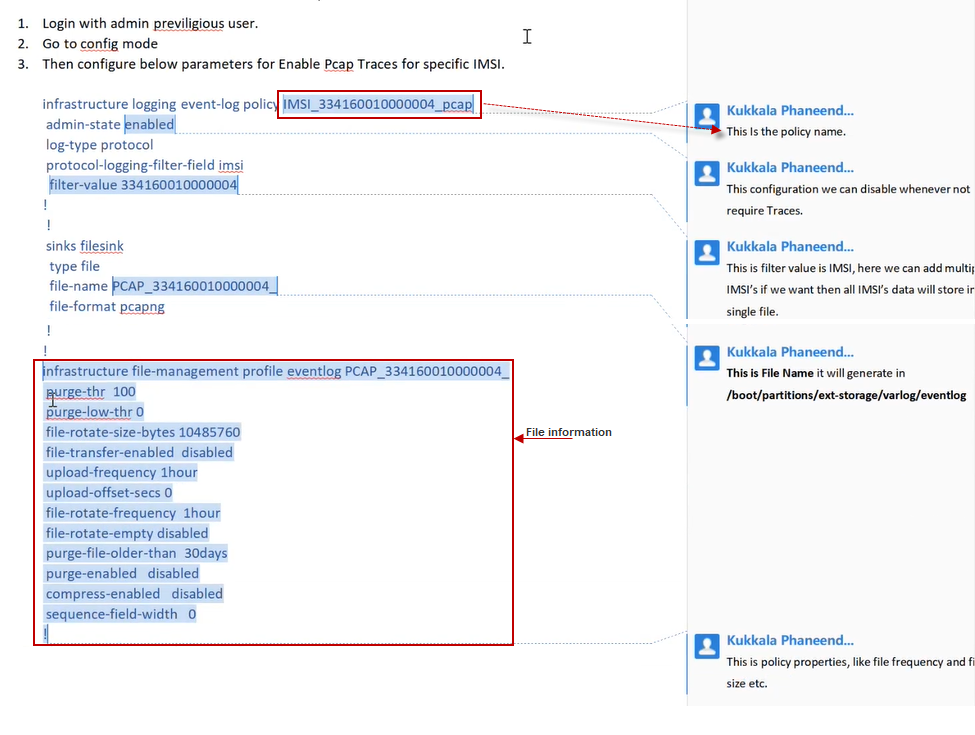 1. Login with admin previligious user.
2. Go to config mode
3. Then configure below parameters for Enable Pcap Traces for specific IMSI.
infrastructure logging event-log policy IMSI_334160010000004_pcap
admin-state enabled
log-type protocol
protocol-logging-filter-field imsi
filter-value 334160010000004
!
!
sinks filesink
type file
file-name PCAP_334160010000004_
file-format pcapng
!
!
infrastructure file-management profile eventlog PCAP_334160010000004_
purge-thr 100
purge-low-thr 0
file-rotate-size-bytes 10485760
file-transfer-enabled disabled
upload-frequency 1hour
upload-offset-secs 0
file-rotate-frequency 1hour
file-rotate-empty disabled
purge-file-older-than 30days
purge-enabled disabled
compress-enabled disabled
sequence-field-width 0
!
File information
Kukkala Phaneend...
This Is the policy name.
Kukkala Phaneend...
This configuration we can disable whenever not
require Traces.
Kukkala Phaneend...
This is filter value is IMSI, here we can add multip
IMSI's if we want then all IMSI's data will store in
single file.
Kukkala Phaneend...
This is File Name it will generate in
/boot/partitions/ext-storage/varlog/eventlog
Kukkala Phaneend...
This is policy properties, like file frequency and fi
size etc.